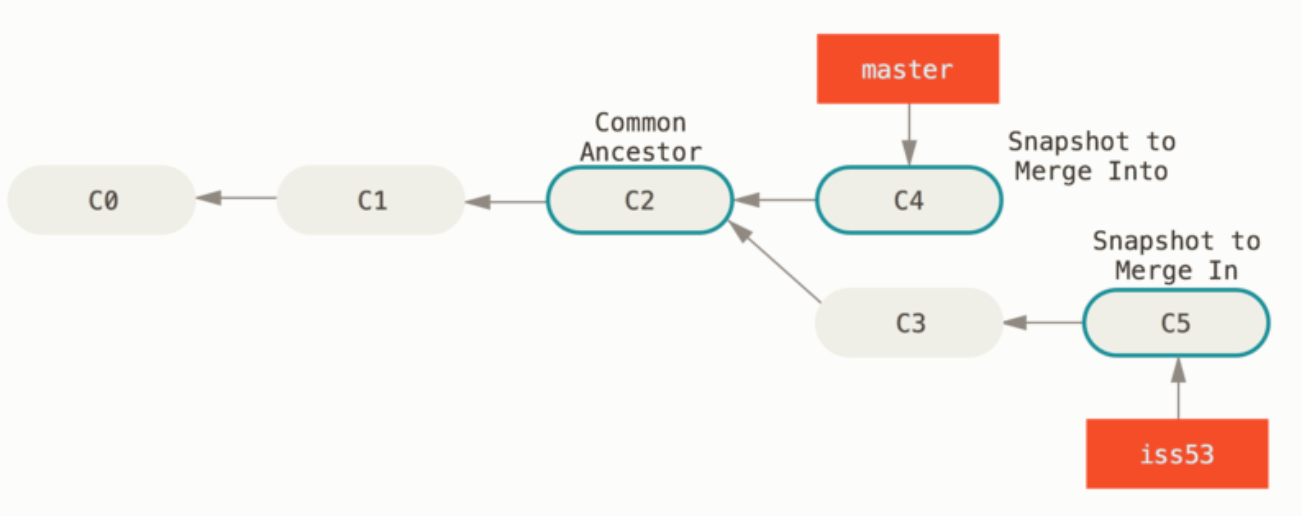 master
Common
Ancestor
Snapshot to
Merge Into
C0
C1
C2
C4
Snapshot to
Merge In
C3
C5
iss53